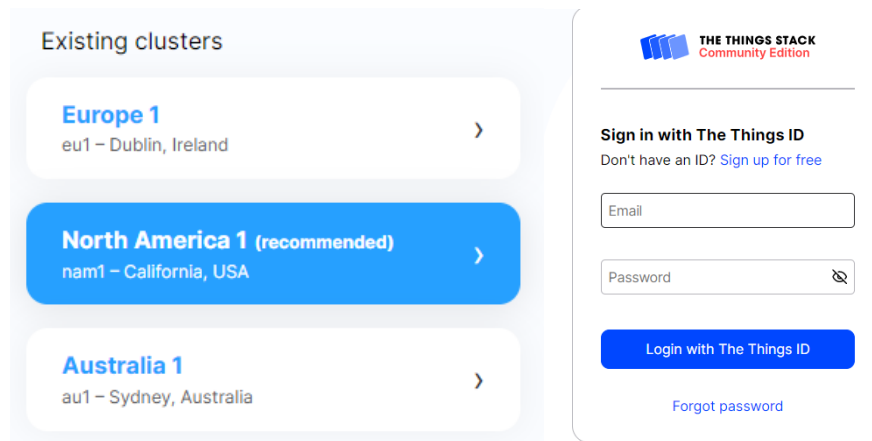 Existing clusters
Europe 1
eu1 – Dublin, Ireland
North America 1 (recommended)
nam1 – California, USA
Australia 1
au1 – Sydney, Australia
THE THINGS STACK
Community Edition
Sign in with The Things ID
Don't have an ID? Sign up for free
Email
Password
Login with The Things ID
Forgot password